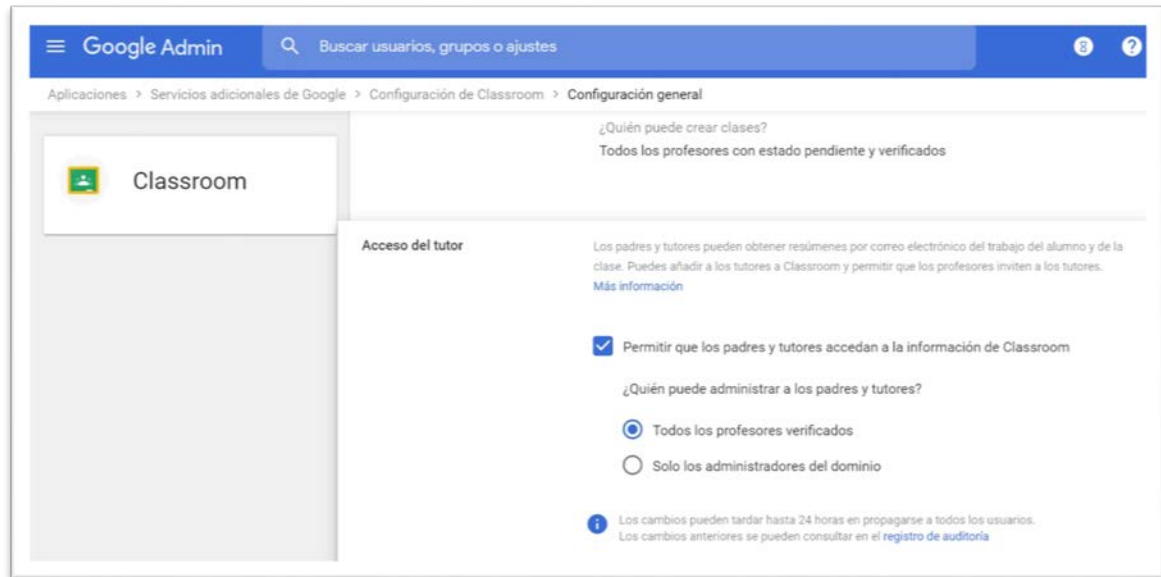 Google Admin
Buscar usuarios, grupos o ajustes
Aplicaciones > Servicios adicionales de Google > Configuración de Classroom > Configuración general
Classroom
¿Quién puede crear clases?
Todos los profesores con estado pendiente y verificados
Acceso del tutor
Los padres y tutores pueden obtener resúmenes por correo electrónico del trabajo del alumno y de la
clase. Puedes añadir a los tutores a Classroom y permitir que los profesores inviten a los tutores.
Más información
Permitir que los padres y tutores accedan a la información de Classroom
¿Quién puede administrar a los padres y tutores?
Todos los profesores verificados
Solo los administradores del dominio
Los cambios pueden tardar hasta 24 horas en propagarse a todos los usuarios.
Los cambios anteriores se pueden consultar en el registro de auditoría